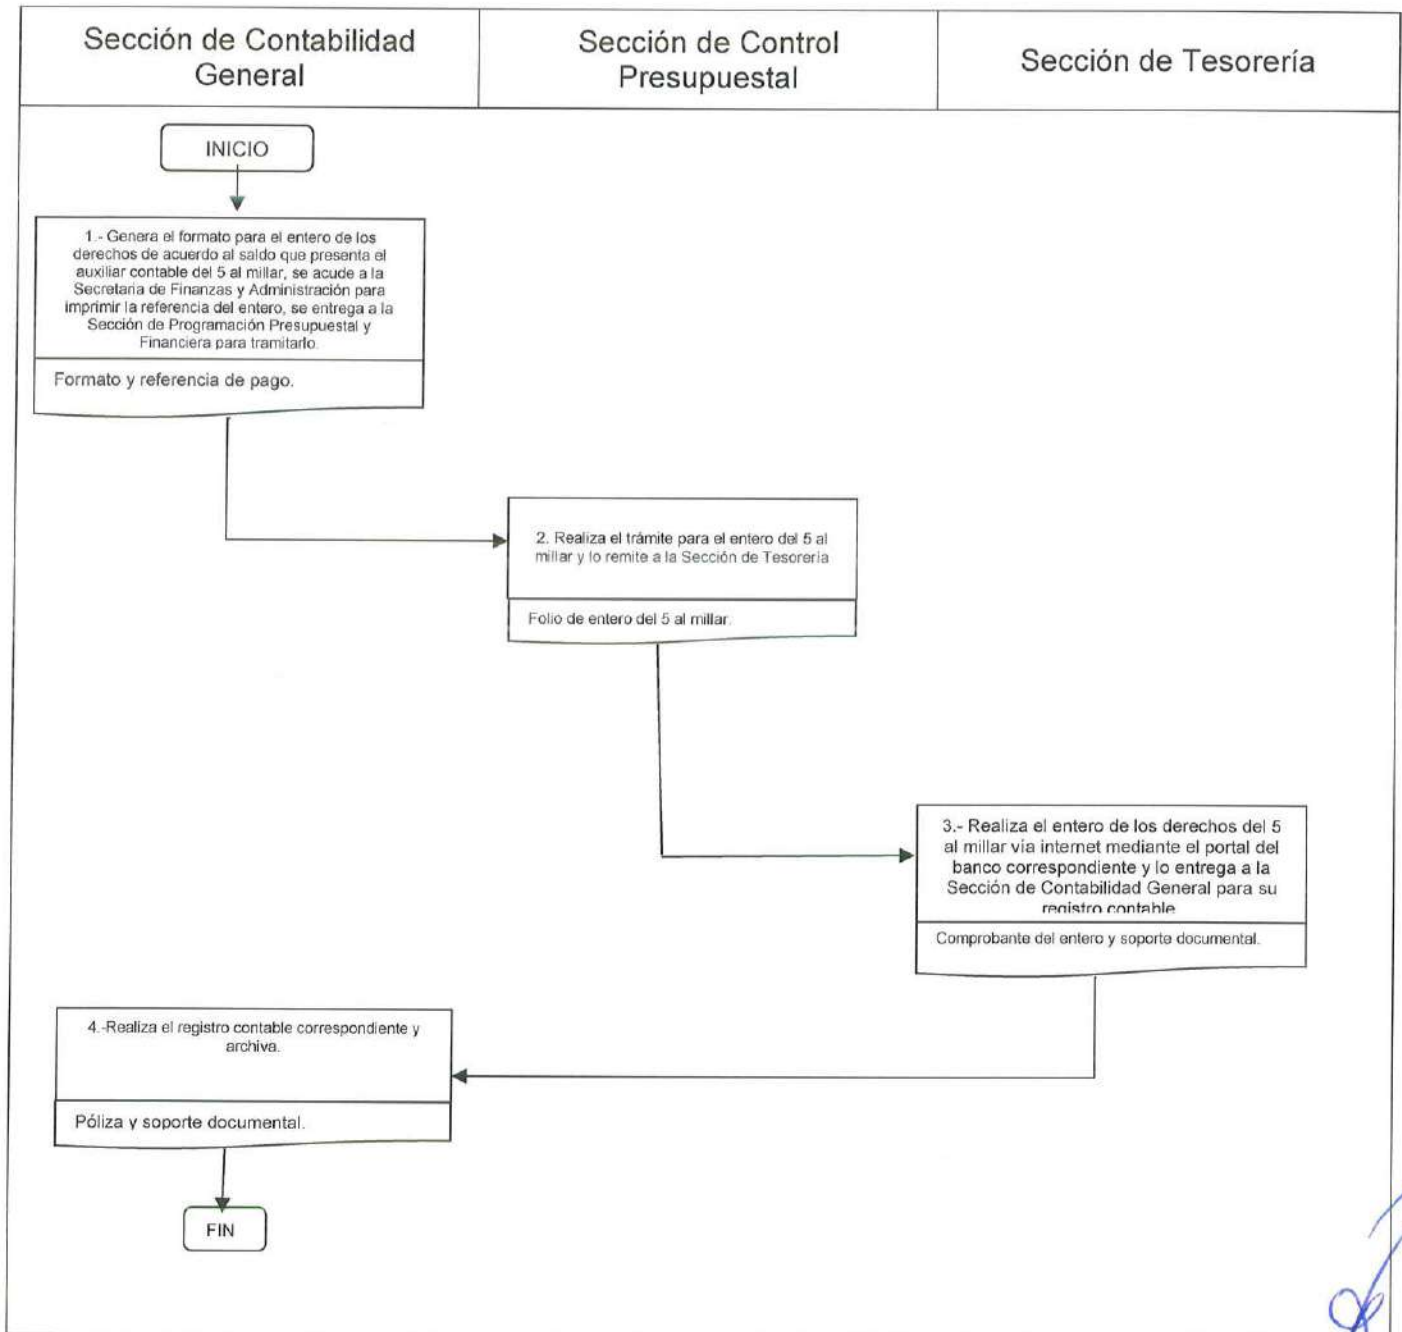 Sección de Contabilidad
General
Sección de Control
Presupuestal
Sección de Tesorería
INICIO
1.- Genera el formato para el entero de los
derechos de acuerdo al saldo que presenta el
auxiliar contable del 5 al millar, se acude a la
Secretaria de Finanzas y Administración para
imprimir la referencia del entero, se entrega a la
Sección de Programación Presupuestal y
Financiera para tramitarlo.
Formato y referencia de pago.
2. Realiza el trámite para el entero del 5 al
millar y lo remite a la Sección de Tesorería
Folio de entero del 5 al millar.
3.- Realiza el entero de los derechos del 5
al millar vía internet mediante el portal del
banco correspondiente y lo entrega a la
Sección de Contabilidad General para su
registro contable
Comprobante del entero y soporte documental.
4.-Realiza el registro contable correspondiente y
archiva.
Póliza y soporte documental.
FIN